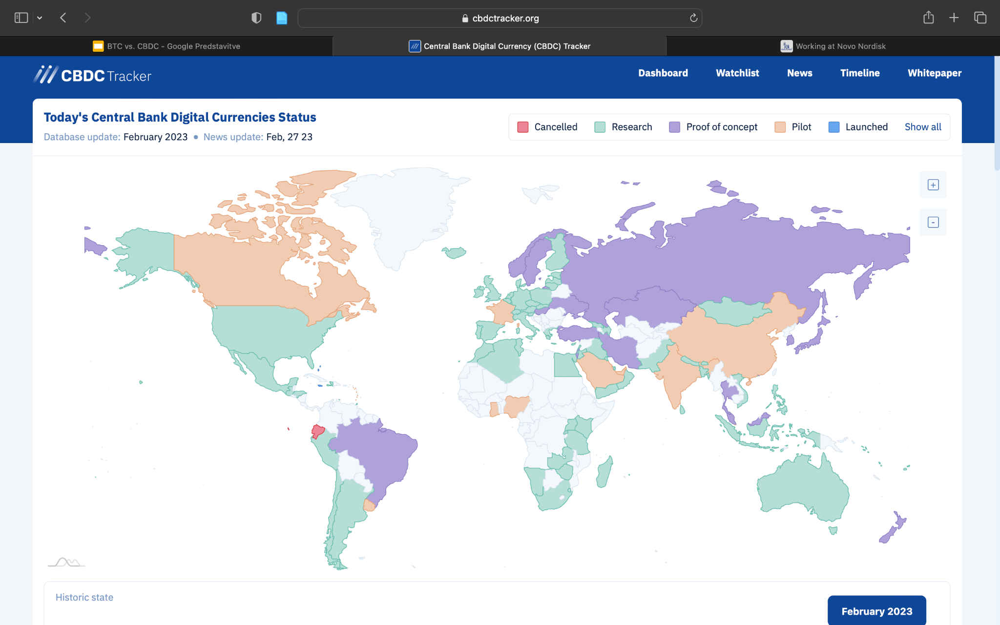 cbdctracker.org
BTC vs. CBDC - Google Predstavitve
Central Bank Digital Currency (CBDC) Tracker
Working at Novo Nordisk
CBDC Tracker
Dashboard
Watchlist
News
Timeline
Whitepaper
Today's Central Bank Digital Currencies Status
Database update: February 2023 • News update: Feb, 27 23
Cancelled
Research
Proof of concept
Pilot
Launched
Show all
+
-
Historic state
February 2023